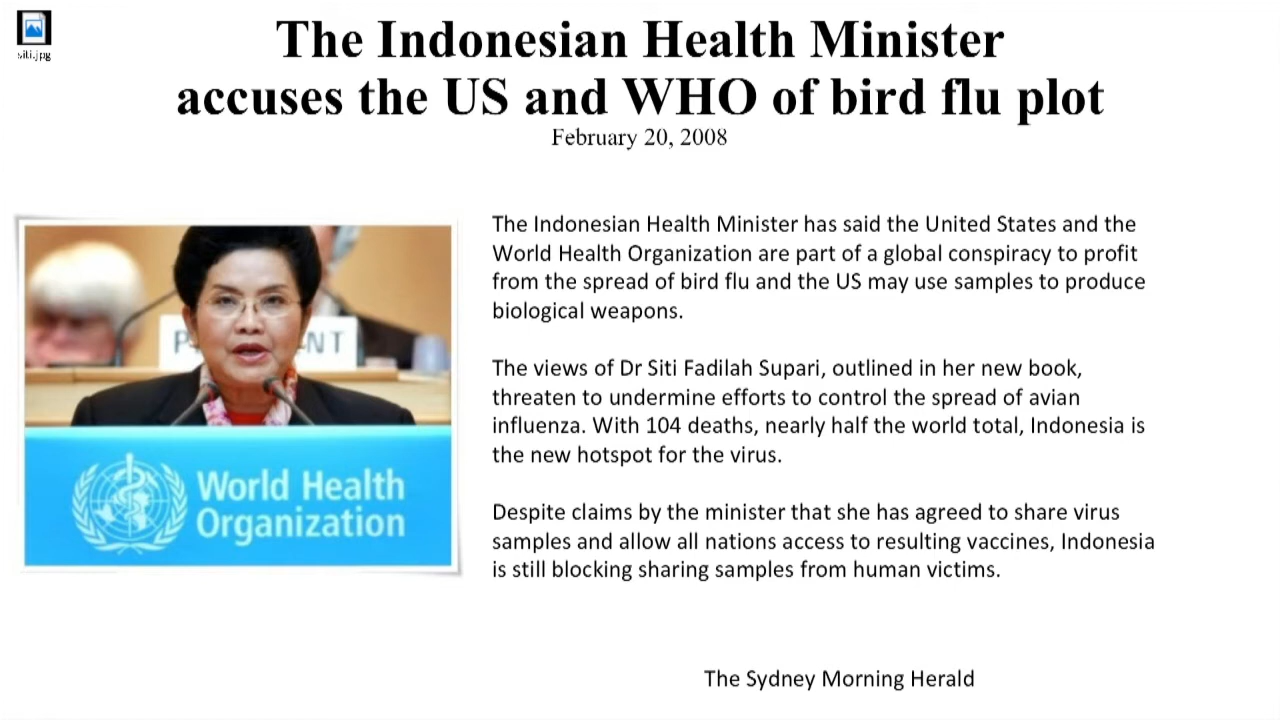 siti.jpg
The Indonesian Health Minister
accuses the US and WHO of bird flu plot
February 20, 2008
The Indonesian Health Minister has said the United States and the
World Health Organization are part of a global conspiracy to profit
from the spread of bird flu and the US may use samples to produce
biological weapons.
The views of Dr Siti Fadilah Supari, outlined in her new book,
threaten to undermine efforts to control the spread of avian
influenza. With 104 deaths, nearly half the world total, Indonesia is
the new hotspot for the virus.
Despite claims by the minister that she has agreed to share virus
samples and allow all nations access to resulting vaccines, Indonesia
is still blocking sharing samples from human victims.
World Health
Organization
The Sydney Morning Herald